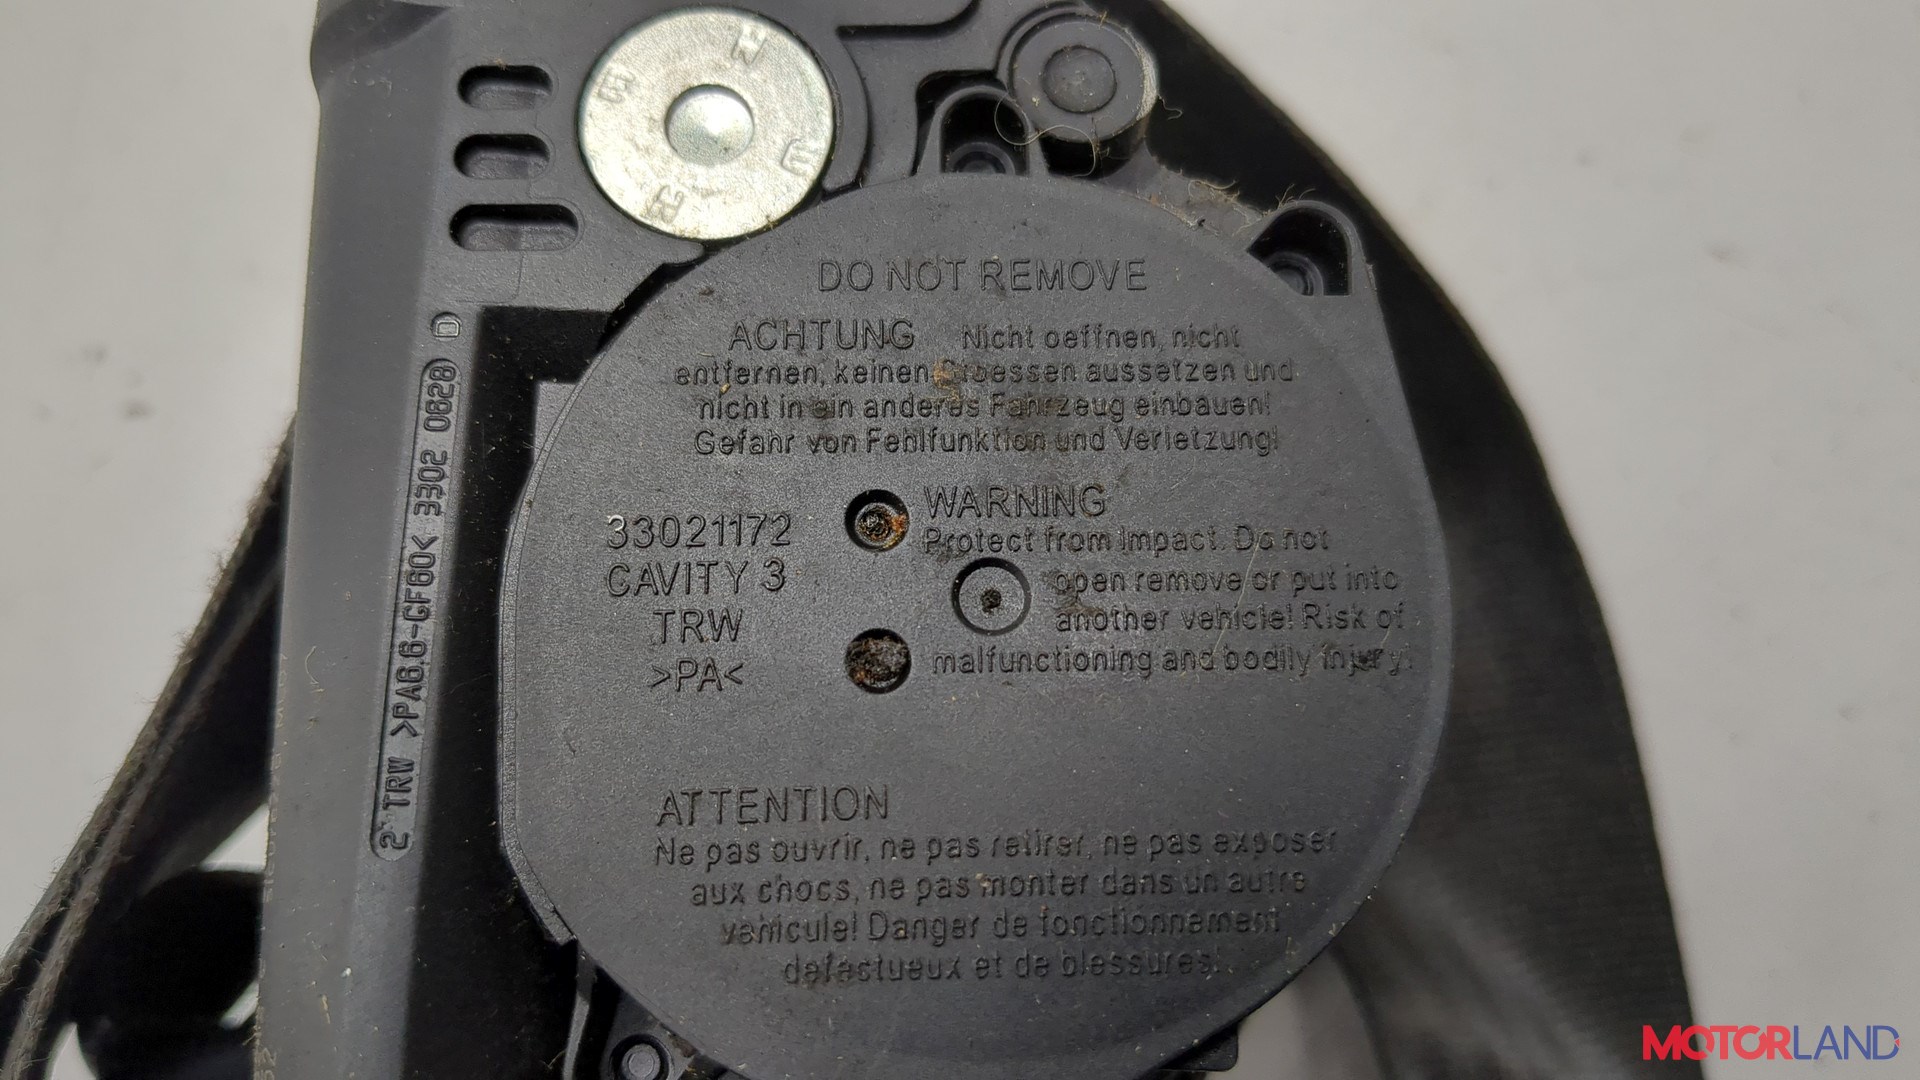 DO NOT REMOVE
ACHTUNG Nicht oeffnen, nicht
entfernen, keinen Stoessen aussetzen und
nicht in ein anderes Fahrzeug einbauen!
Gefahr von Fehlfunktion und Verletzung!
33021172
CAVITY 3
TRW
>PA<
WARNING
Protect from Impact. Do not
open remove or put into
another vehicle! Risk of
malfunctioning and bodily injury!
ATTENTION
Ne pas ouvrir, ne pas retirer, ne pas exposer
aux chocs, ne pas monter dans un autre
vehicule! Danger de fonctionnement
defectueux et de blessures!
2 TRW >PA6.6-GF60< 3302 0828 D
MOTORLAND